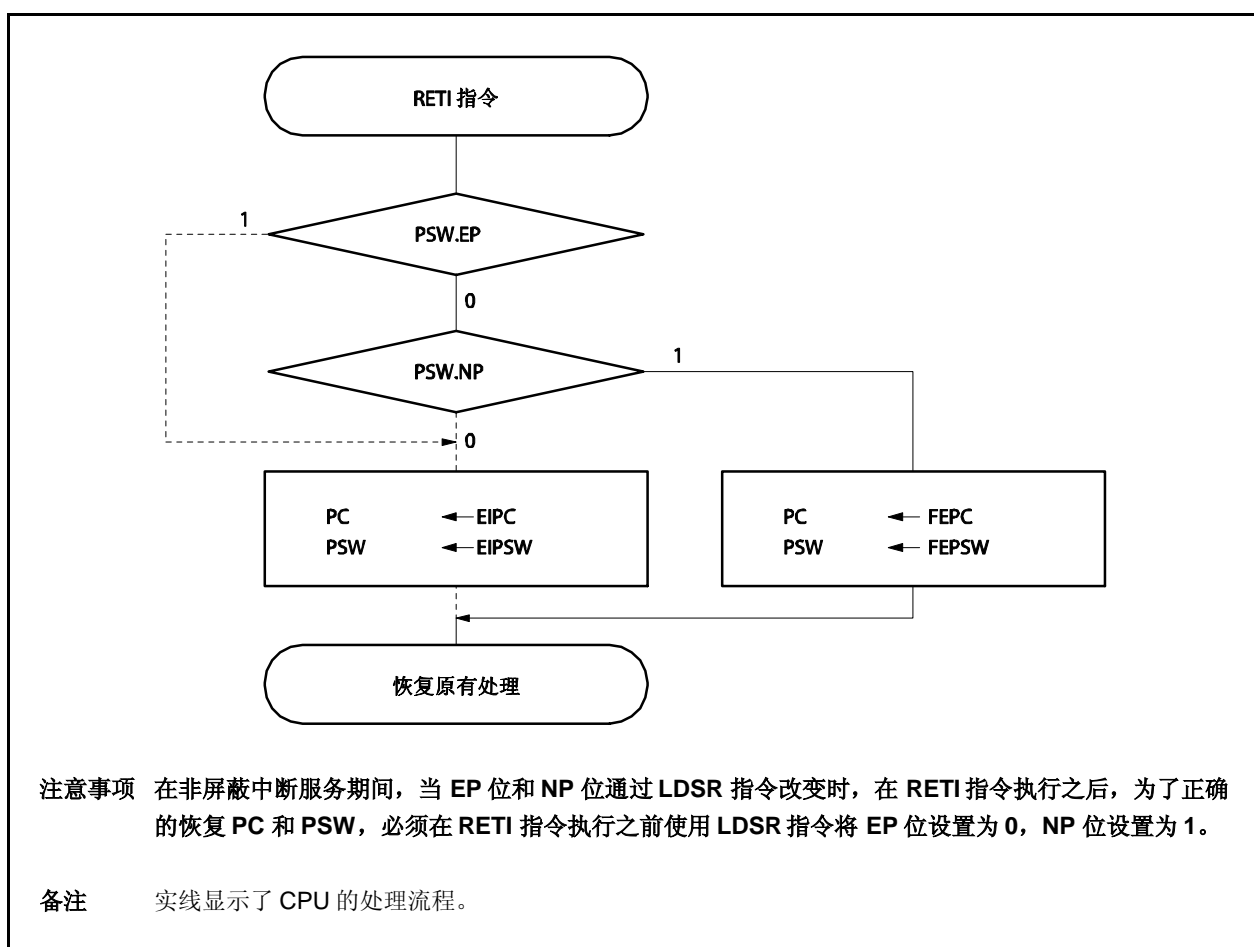 RETI 指令
PSW.EP
1
0
PSW.NP
1
0
PC ← EIPC
PSW ← EIPSW
PC ← FEPC
PSW ← FEPSW
恢复原有处理
注意事项 在非屏蔽中断服务期间，当 EP 位和 NP 位通过 LDSR 指令改变时，在 RETI 指令执行之后，为了正确
的恢复 PC 和 PSW，必须在 RETI 指令执行之前使用 LDSR 指令将 EP 位设置为 0，NP 位设置为 1。
备注 实线显示了 CPU 的处理流程。